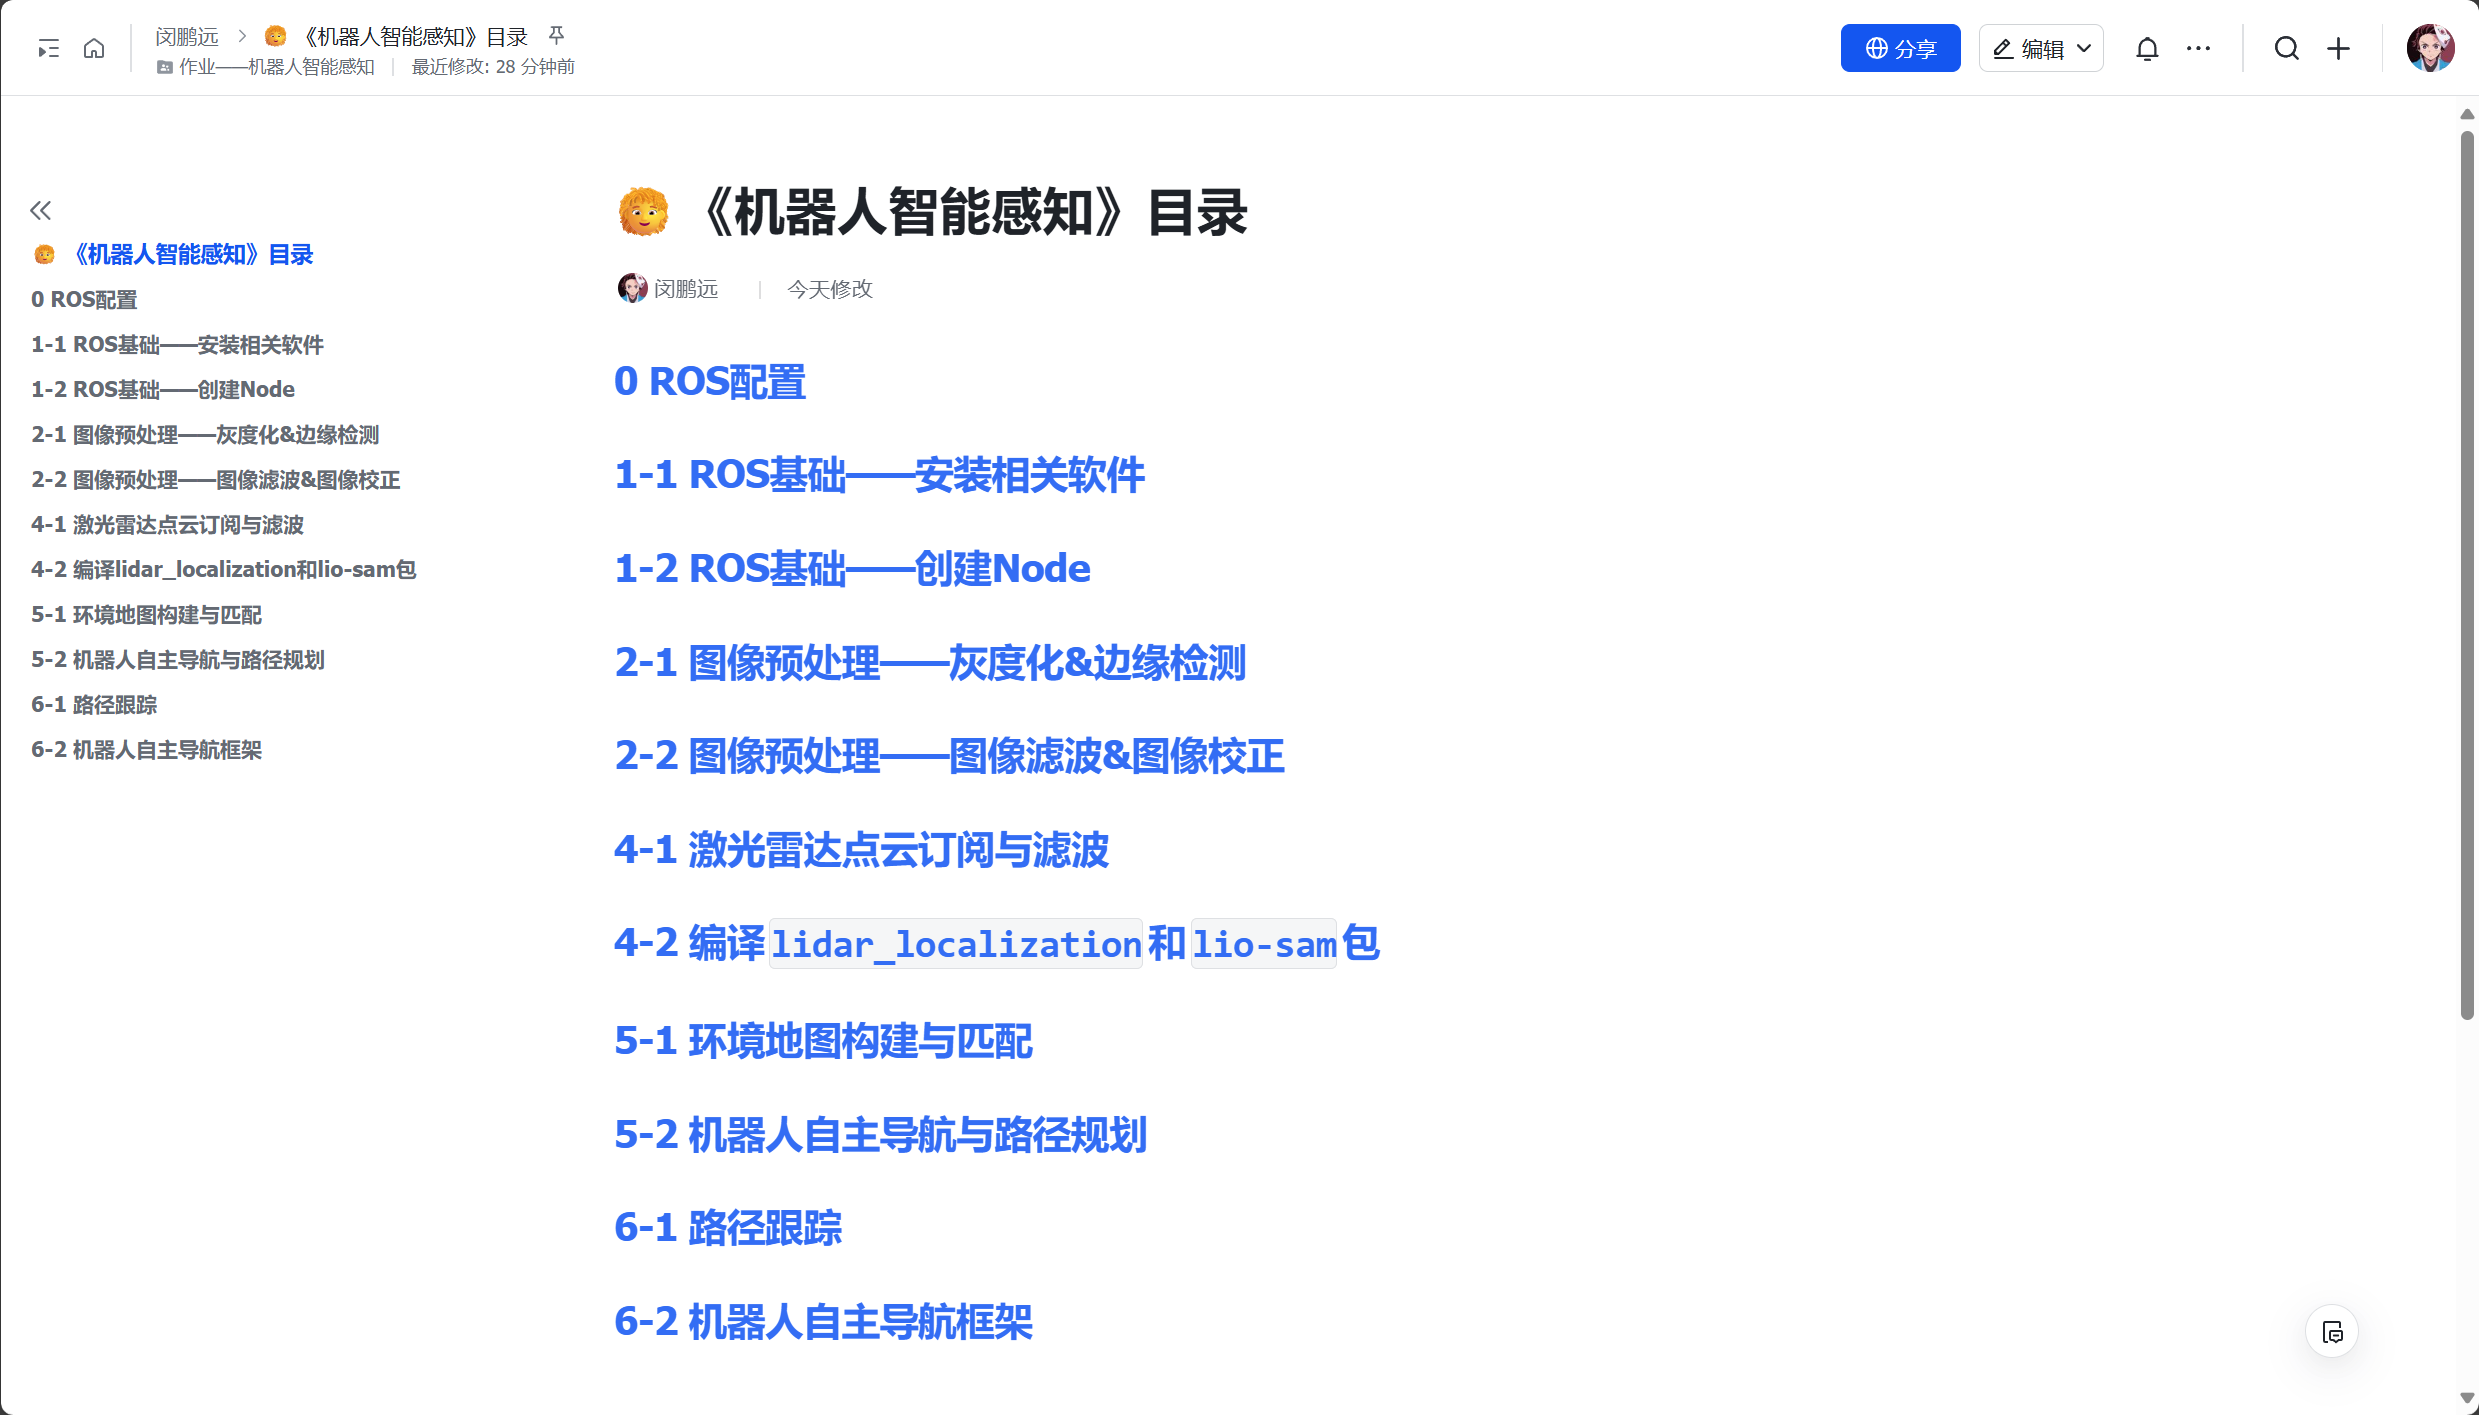 闵鹏远 > 《机器人智能感知》目录
作业——机器人智能感知 | 最近修改: 28 分钟前
分享
编辑
《机器人智能感知》目录
0 ROS配置
1-1 ROS基础——安装相关软件
1-2 ROS基础——创建Node
2-1 图像预处理——灰度化&边缘检测
2-2 图像预处理——图像滤波&图像校正
4-1 激光雷达点云订阅与滤波
4-2 编译lidar_localization和lio-sam包
5-1 环境地图构建与匹配
5-2 机器人自主导航与路径规划
6-1 路径跟踪
6-2 机器人自主导航框架
《机器人智能感知》目录
闵鹏远 | 今天修改
0 ROS配置
1-1 ROS基础——安装相关软件
1-2 ROS基础——创建Node
2-1 图像预处理——灰度化&边缘检测
2-2 图像预处理——图像滤波&图像校正
4-1 激光雷达点云订阅与滤波
4-2 编译lidar_localization和lio-sam包
5-1 环境地图构建与匹配
5-2 机器人自主导航与路径规划
6-1 路径跟踪
6-2 机器人自主导航框架